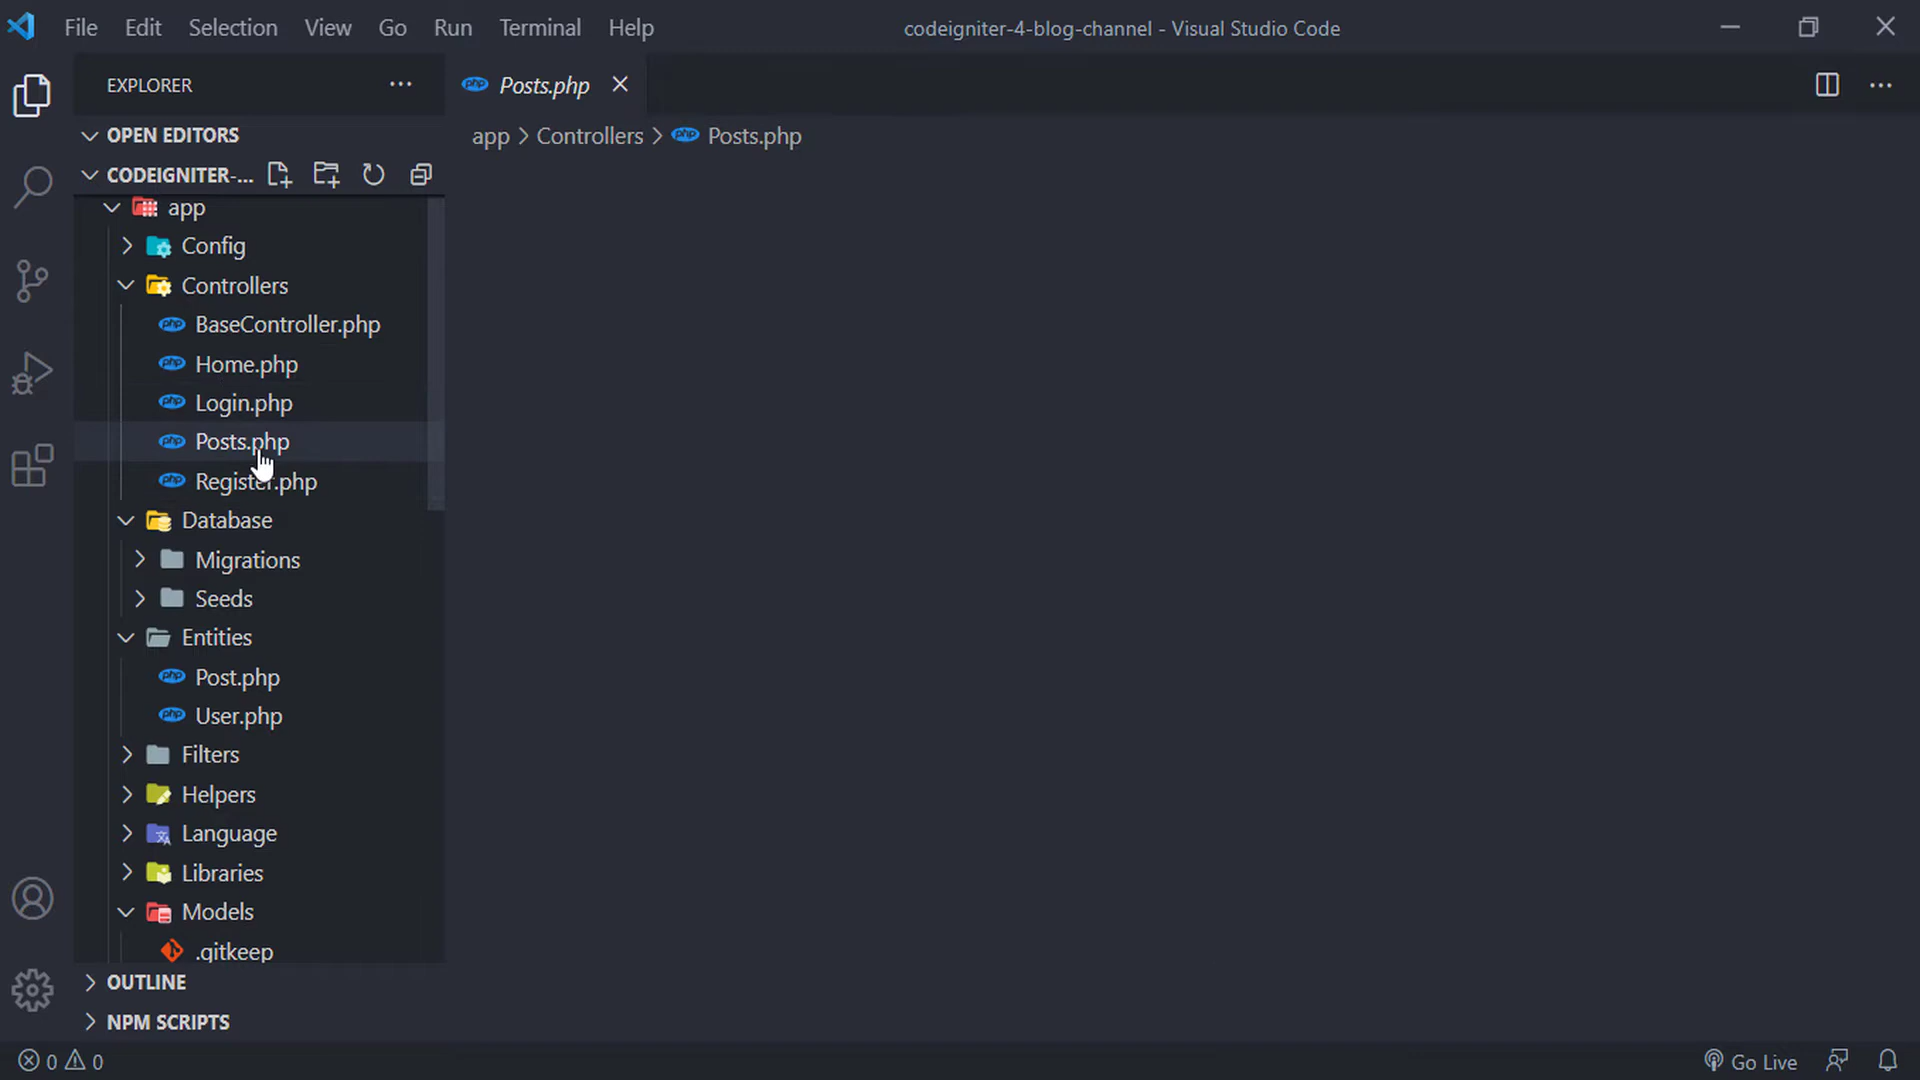 File Edit Selection View Go Run Terminal Help
codeigniter-4-blog-channel - Visual Studio Code
EXPLORER
Posts.php
OPEN EDITORS
app > Controllers > Posts.php
CODEIGNITER-...
app
Config
Controllers
BaseController.php
Home.php
Login.php
Posts.php
Register.php
Database
Migrations
Seeds
Entities
Post.php
User.php
Filters
Helpers
Language
Libraries
Models
.gitkeep
OUTLINE
NPM SCRIPTS
0 0
Go Live